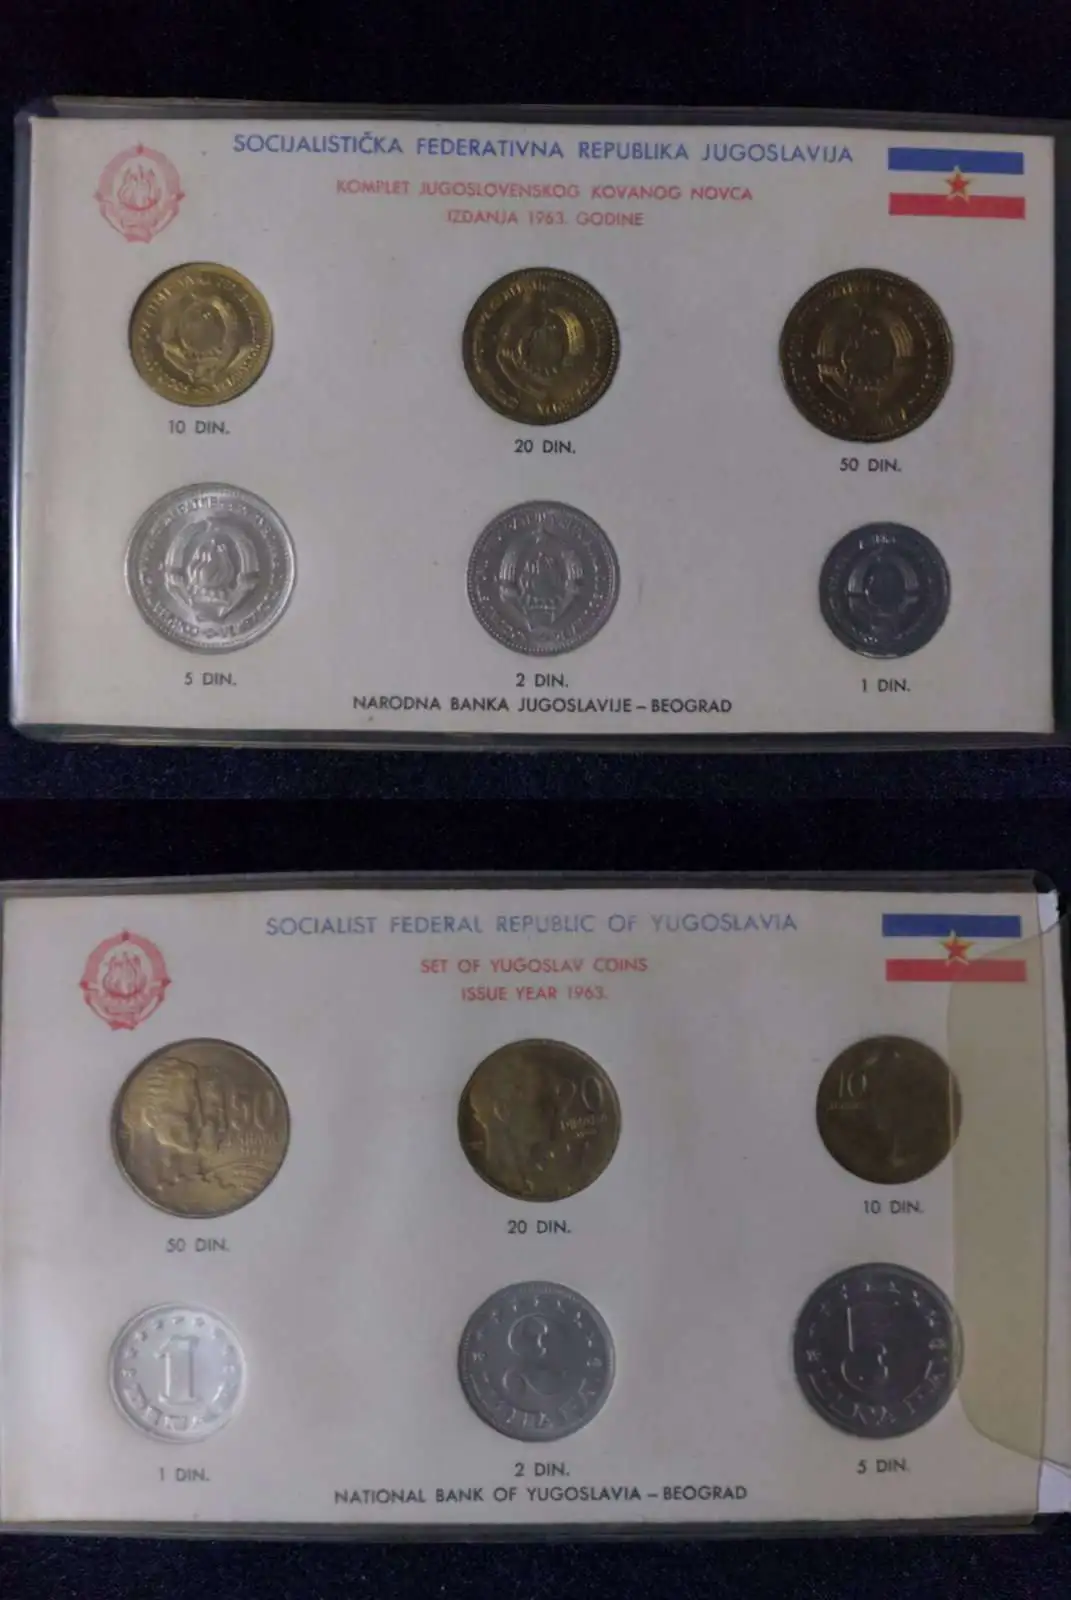 SOCIJALISTIČKA FEDERATIVNA REPUBLIKA JUGOSLAVIJA
KOMPLET JUGOSLOVENSKOG KOVANOG NOVCA
IZDANJA 1963. GODINE
10 DIN.
20 DIN.
50 DIN.
5 DIN.
2 DIN.
1 DIN.
NARODNA BANKA JUGOSLAVIJE – BEOGRAD
SOCIALIST FEDERAL REPUBLIC OF YUGOSLAVIA
SET OF YUGOSLAV COINS
ISSUE YEAR 1963.
50
20
10
50 DIN.
20 DIN.
10 DIN.
1
2
5
1 DIN.
2 DIN.
5 DIN.
NATIONAL BANK OF YUGOSLAVIA – BEOGRAD